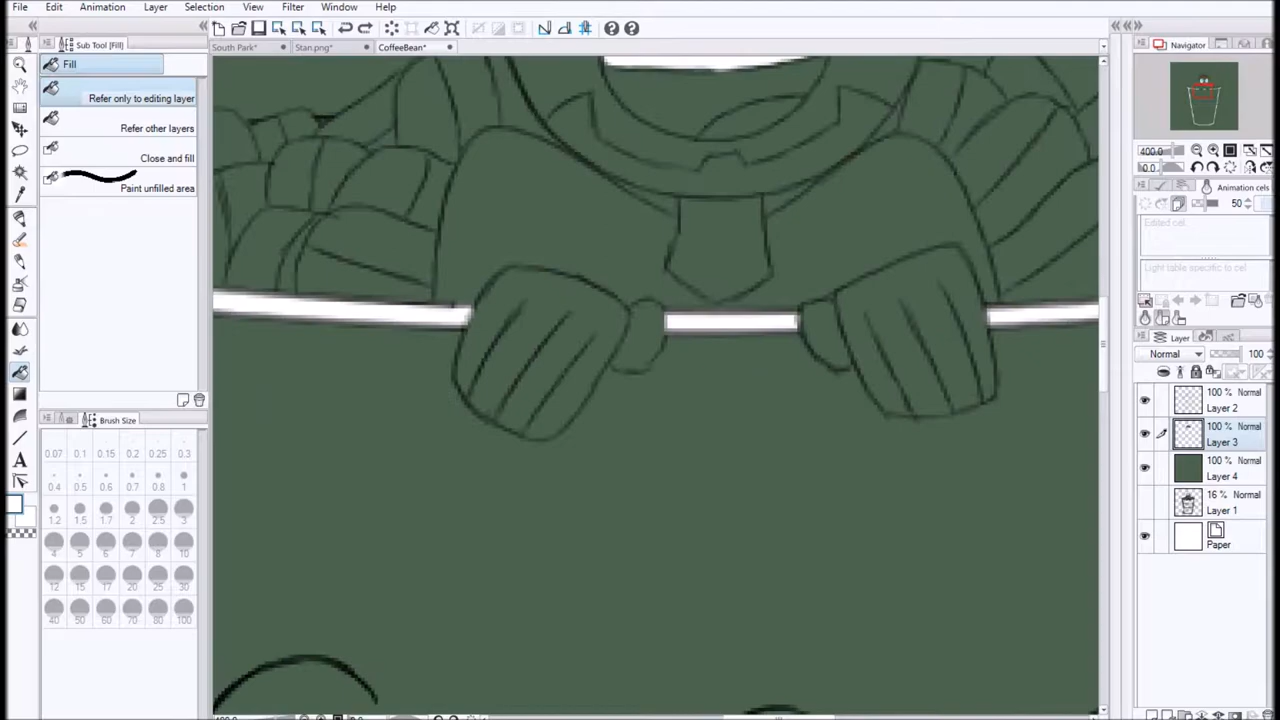 File Edit Animation Layer Selection View Filter Window Help
Sub Tool [Fill]
South Park* Stan.png* CoffeeBean*
Navigator
Fill
Refer only to editing layer
Refer other layers
Close and fill
Paint unfilled area
400.0
0.0
Animation cels
50
Edited cel
Light table specific to cel
Layer
Normal 100
100 % Normal
Layer 2
100 % Normal
Layer 3
100 % Normal
Layer 4
16 % Normal
Layer 1
Paper
Brush Size
0.07 0.1 0.15 0.2 0.25 0.3
0.4 0.5 0.6 0.7 0.8 1
1.2 1.5 1.7 2 2.5 3
4 5 6 7 8 10
12 15 17 20 25 30
40 50 60 70 80 100